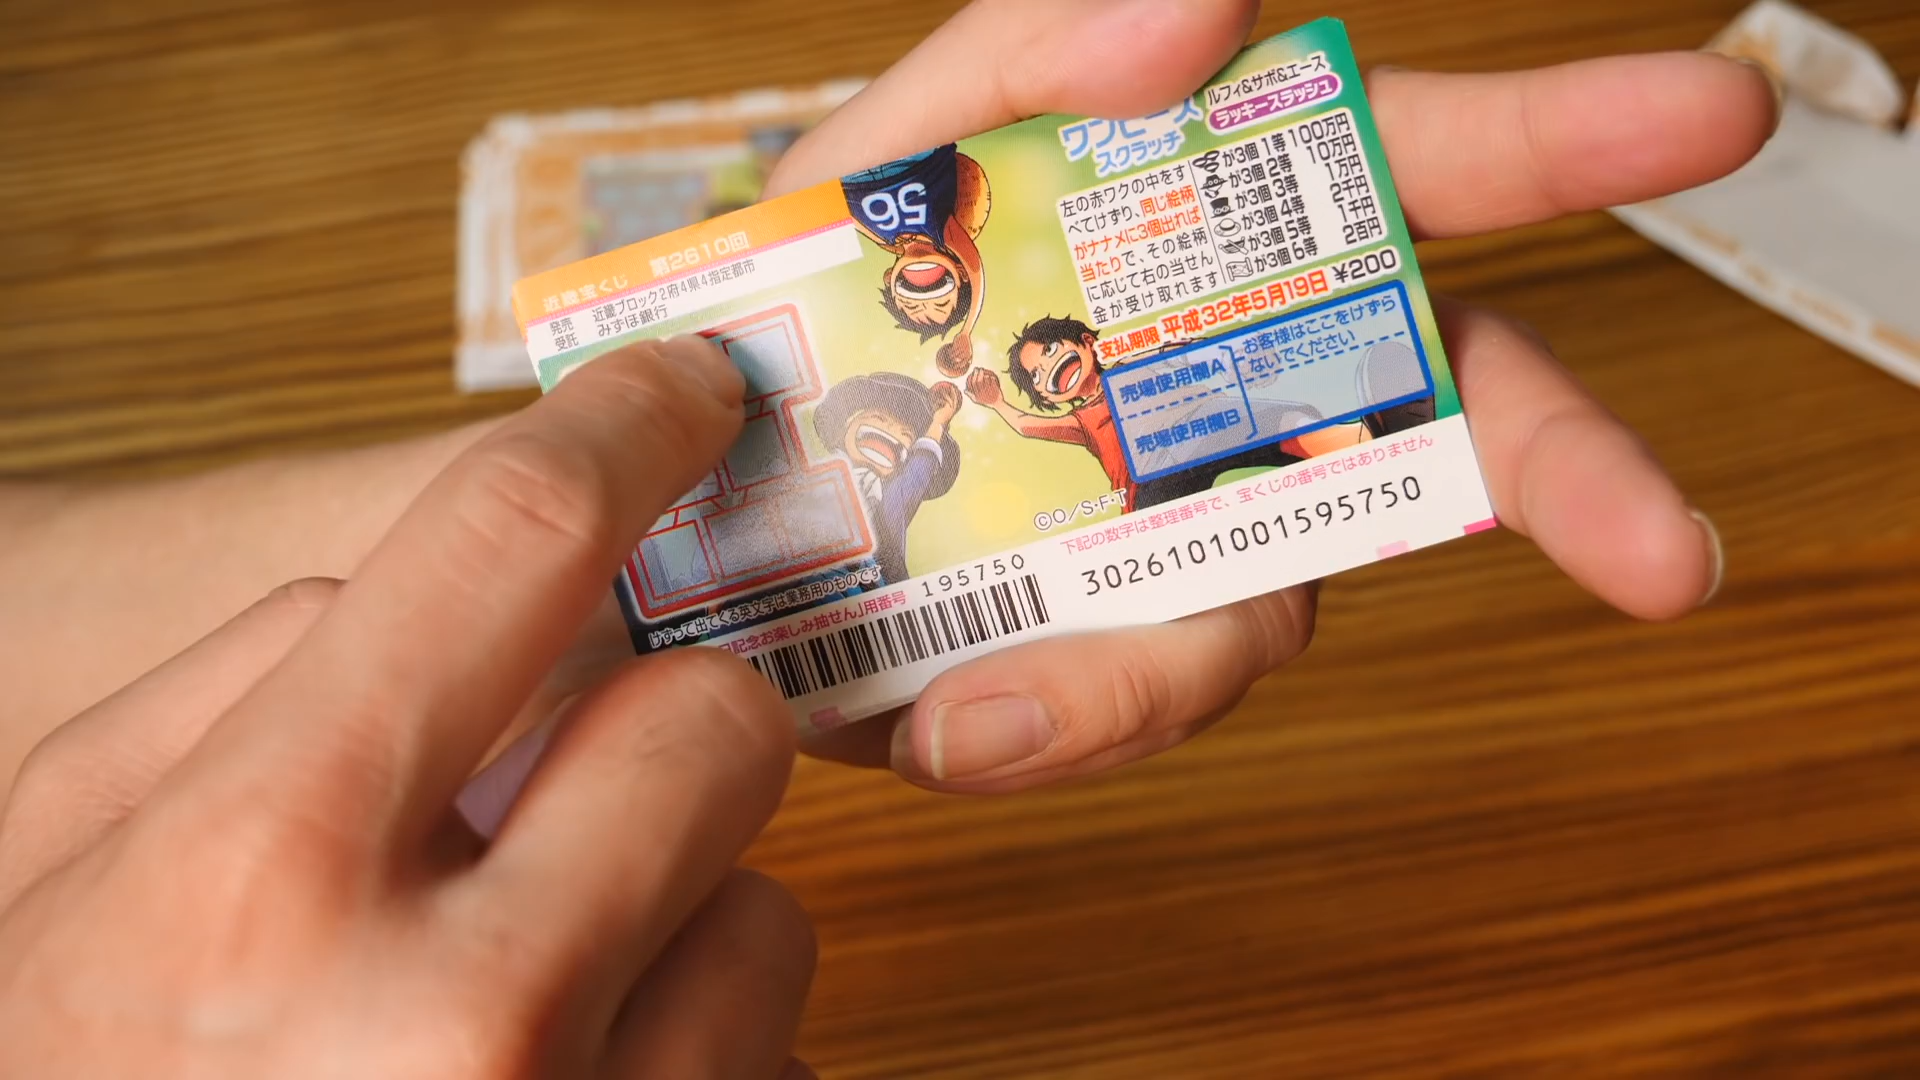 近畿宝くじ 第2610回
発売 近畿ブロック2府4県4指定都市
受託 みずほ銀行
56
ワンピース
スクラッチ
ルフィ&サボ&エース
ラッキースラッシュ
左の赤ワクの中をす
べてけずり、同じ絵柄
がナナメに3個出れば
当たりで、その絵柄
に応じて右の当せん
金が受け取れます
が3個 1等 100万円
が3個 2等 10万円
が3個 3等 1万円
が3個 4等 2千円
が3個 5等 1千円
が3個 6等 2百円
支払期限 平成32年5月19日 ¥200
売場使用欄A
売場使用欄B
お客様はここをけずら
ないでください
©O/S・F・T
けずって出てくる英文字は業務用のものです
記念お楽しみ抽せん」用番号 195750
下記の数字は整理番号で、宝くじの番号ではありません
302610100159575​0